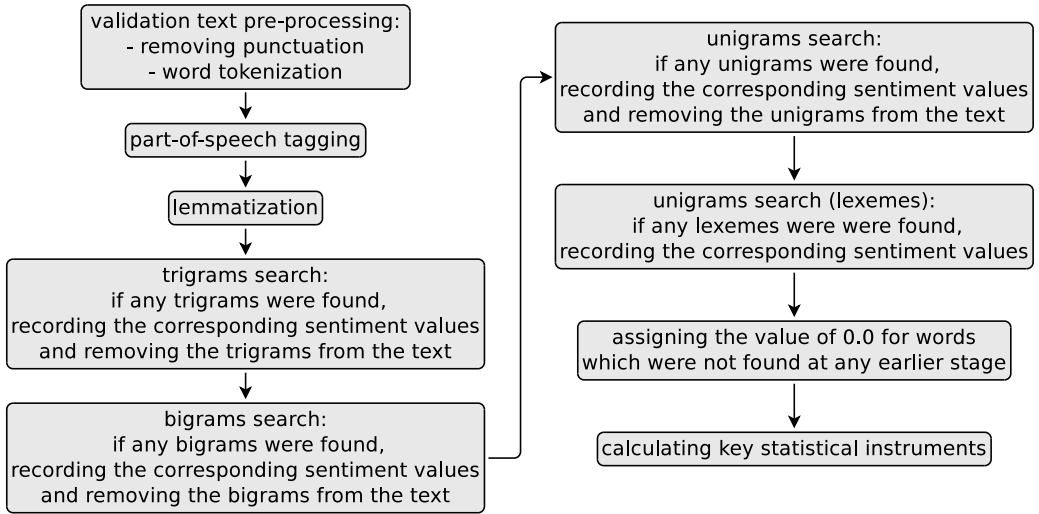 validation text pre-processing:
- removing punctuation
- word tokenization
part-of-speech tagging
lemmatization
trigrams search:
if any trigrams were found,
recording the corresponding sentiment values
and removing the trigrams from the text
bigrams search:
if any bigrams were found,
recording the corresponding sentiment values
and removing the bigrams from the text
unigrams search:
if any unigrams were found,
recording the corresponding sentiment values
and removing the unigrams from the text
unigrams search (lexemes):
if any lexemes were were found,
recording the corresponding sentiment values
assigning the value of 0.0 for words
which were not found at any earlier stage
calculating key statistical instruments